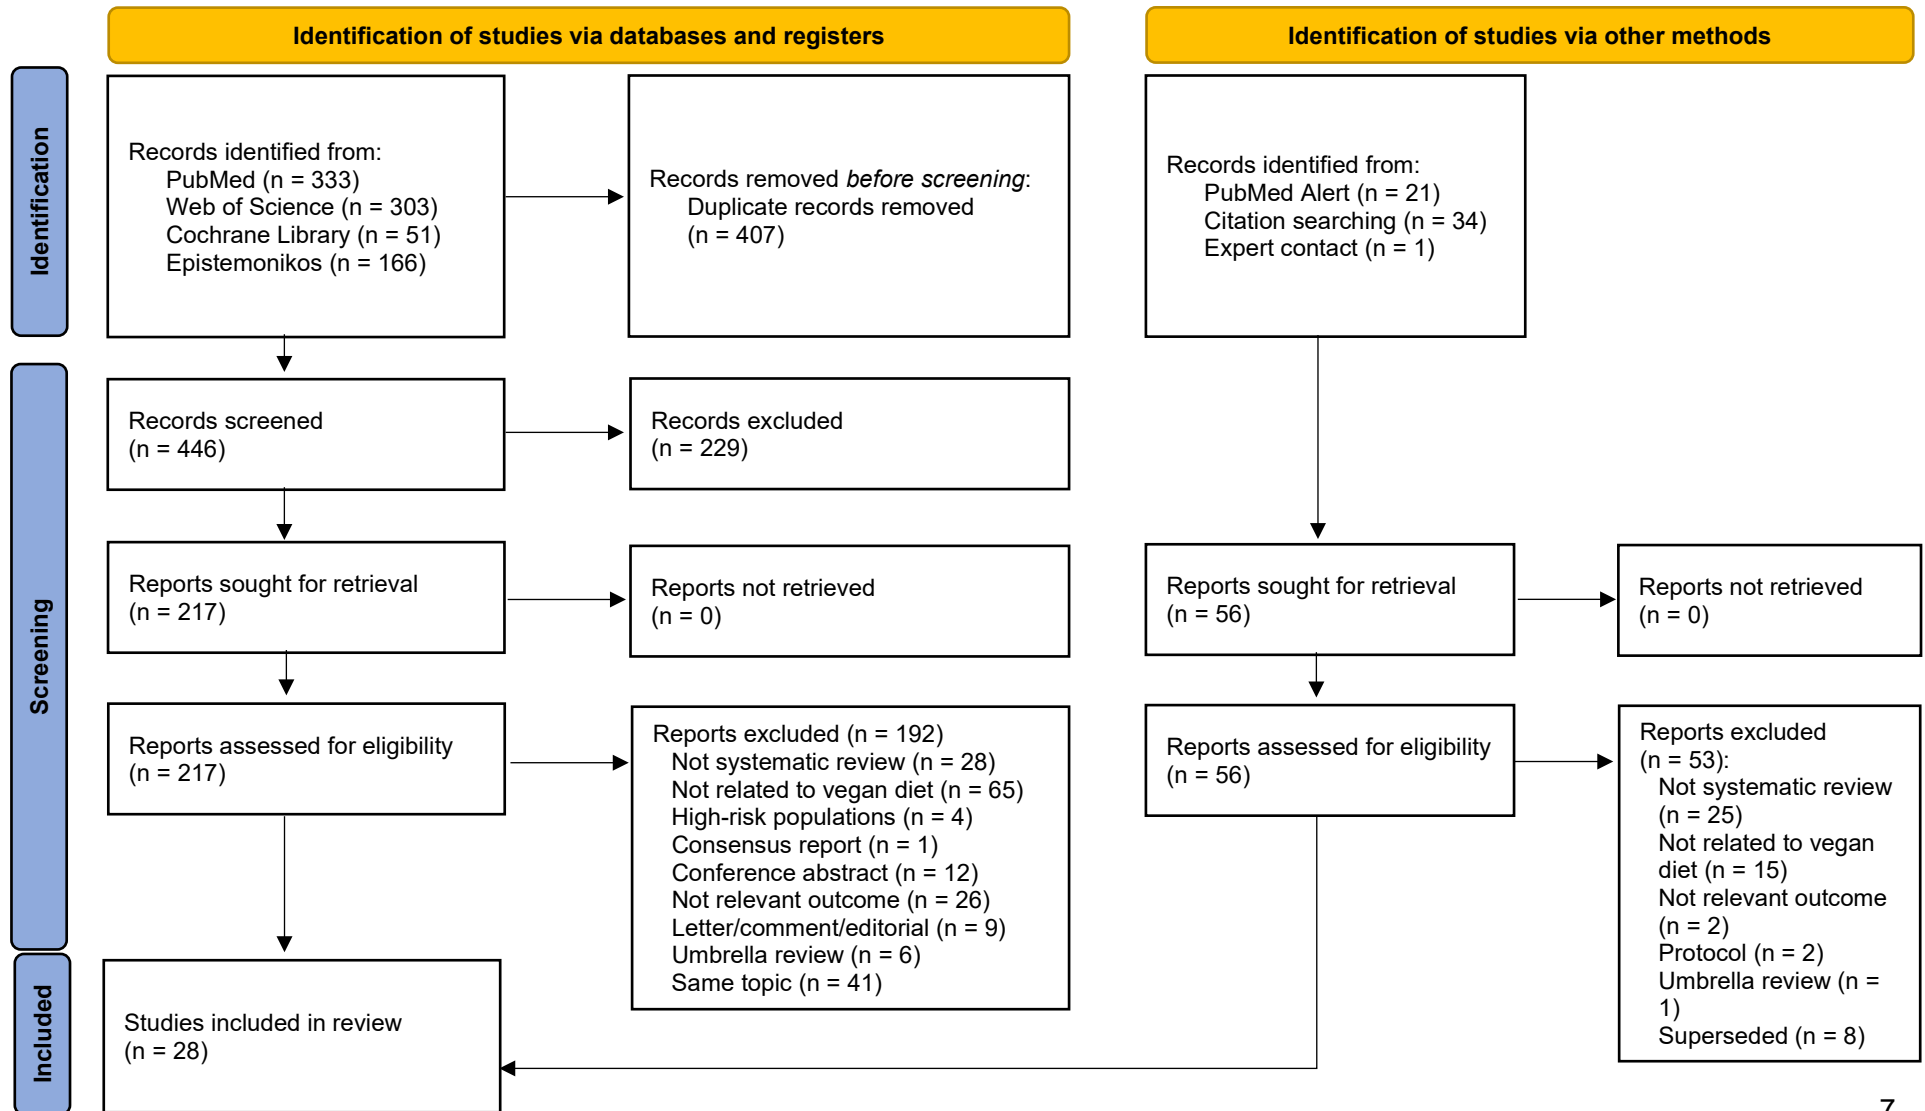 Identification of studies via databases and registers
Identification of studies via other methods
Identification
Records identified from:
PubMed (n = 333)
Web of Science (n = 303)
Cochrane Library (n = 51)
Epistemonikos (n = 166)
Records removed before screening:
Duplicate records removed
(n = 407)
Records identified from:
PubMed Alert (n = 21)
Citation searching (n = 34)
Expert contact (n = 1)
Screening
Records screened
(n = 446)
Records excluded
(n = 229)
Reports sought for retrieval
(n = 217)
Reports not retrieved
(n = 0)
Reports sought for retrieval
(n = 56)
Reports not retrieved
(n = 0)
Reports assessed for eligibility
(n = 217)
Reports excluded (n = 192)
Not systematic review (n = 28)
Not related to vegan diet (n = 65)
High-risk populations (n = 4)
Consensus report (n = 1)
Conference abstract (n = 12)
Not relevant outcome (n = 26)
Letter/comment/editorial (n = 9)
Umbrella review (n = 6)
Same topic (n = 41)
Reports assessed for eligibility
(n = 56)
Reports excluded
(n = 53):
Not systematic review
(n = 25)
Not related to vegan
diet (n = 15)
Not relevant outcome
(n = 2)
Protocol (n = 2)
Umbrella review (n =
1)
Superseded (n = 8)
Included
Studies included in review
(n = 28)
7